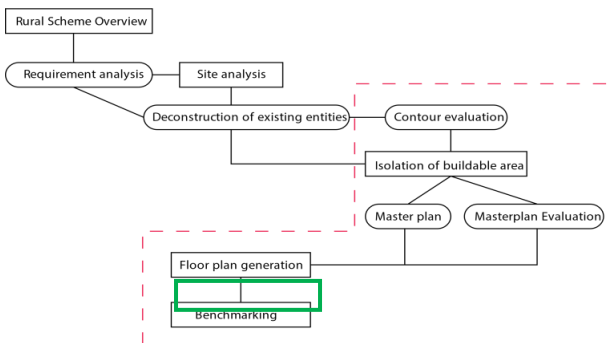 Rural Scheme Overview
Requirement analysis
Site analysis
Deconstruction of existing entities
Contour evaluation
Isolation of buildable area
Master plan
Masterplan Evaluation
Floor plan generation
Benchmarking